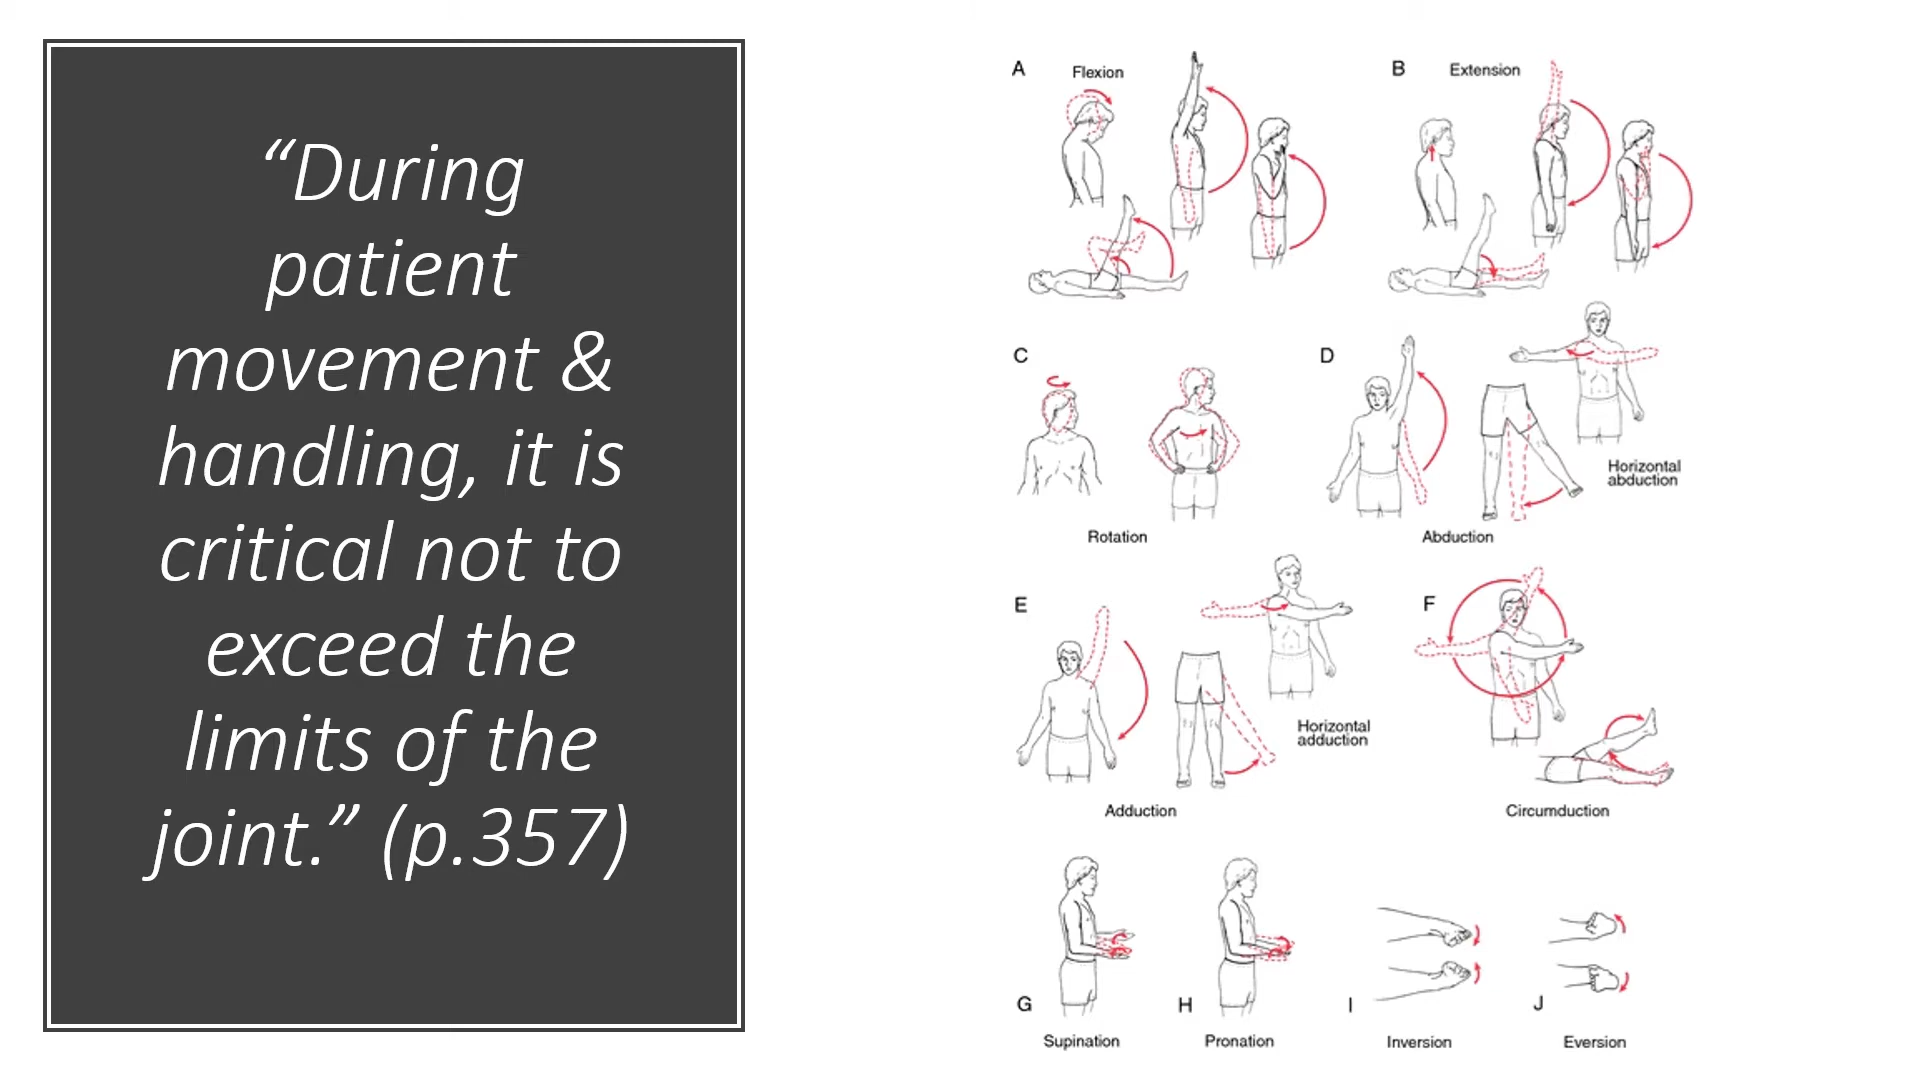 “During
patient
movement &
handling, it is
critical not to
exceed the
limits of the
joint.” (p.357)
A
Flexion
B
Extension
C
Rotation
D
Horizontal
abduction
Abduction
E
Horizontal
adduction
Adduction
F
Circumduction
G
Supination
H
Pronation
I
Inversion
J
Eversion